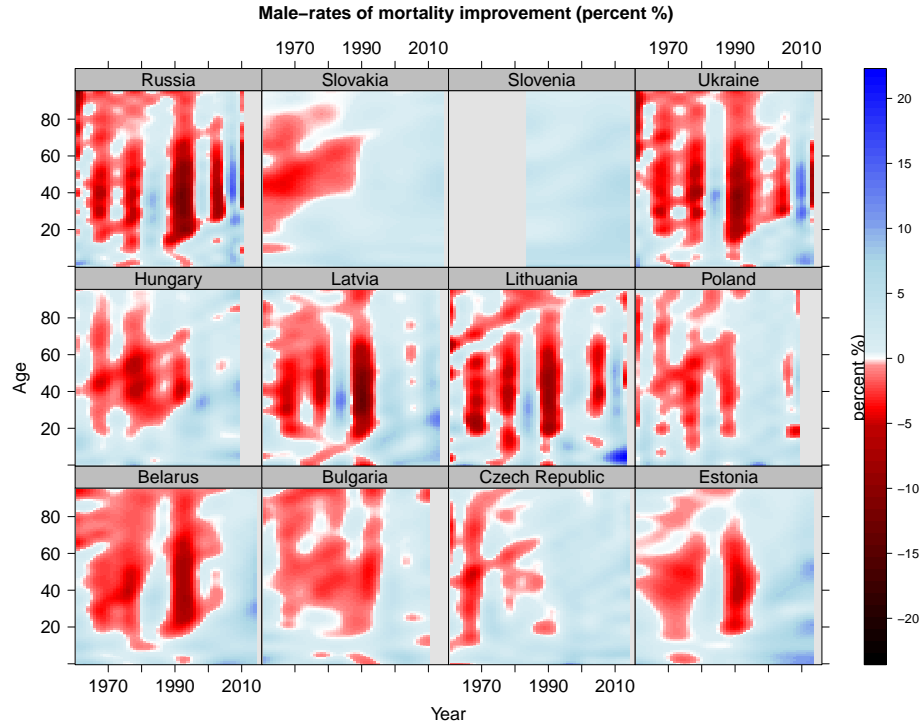 Male−rates of mortality improvement (percent %)
1970 1990 2010 1970 1990 2010
Russia Slovakia Slovenia Ukraine
80
60
40
20
Hungary Latvia Lithuania Poland
80
60
40
20
Belarus Bulgaria Czech Republic Estonia
80
60
40
20
1970 1990 2010 1970 1990 2010
Age
Year
20
15
10
5
0
−5
−10
−15
−20
percent %)